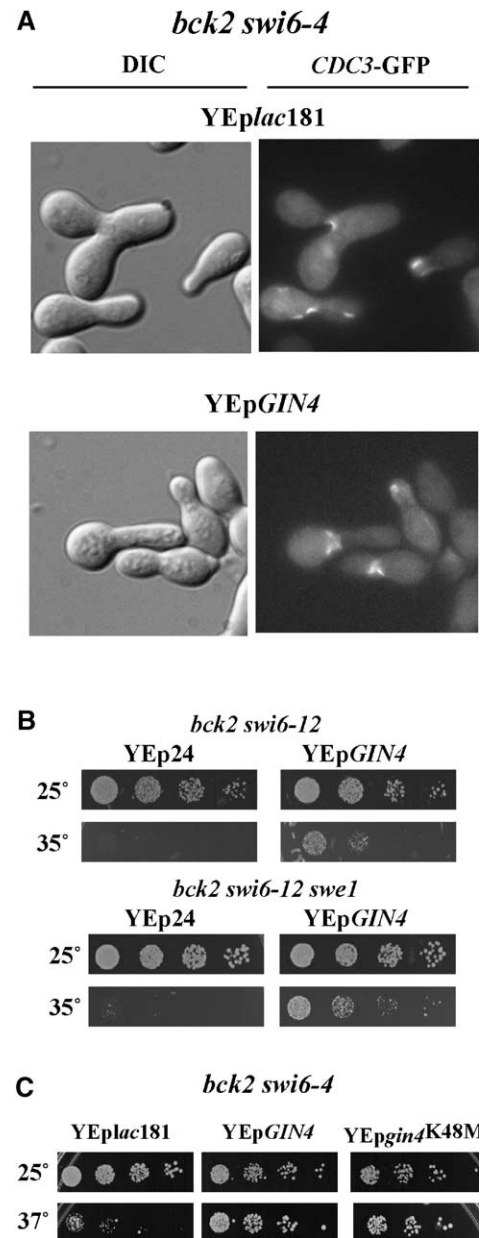 A
bck2 swi6-4
DIC CDC3-GFP
YEplac181
YEpGIN4
B
bck2 swi6-12
YEp24 YEpGIN4
25°
35°
bck2 swi6-12 swe1
YEp24 YEpGIN4
25°
35°
C
bck2 swi6-4
YEplac181 YEpGIN4 YEpgin4K48M
25°
37°